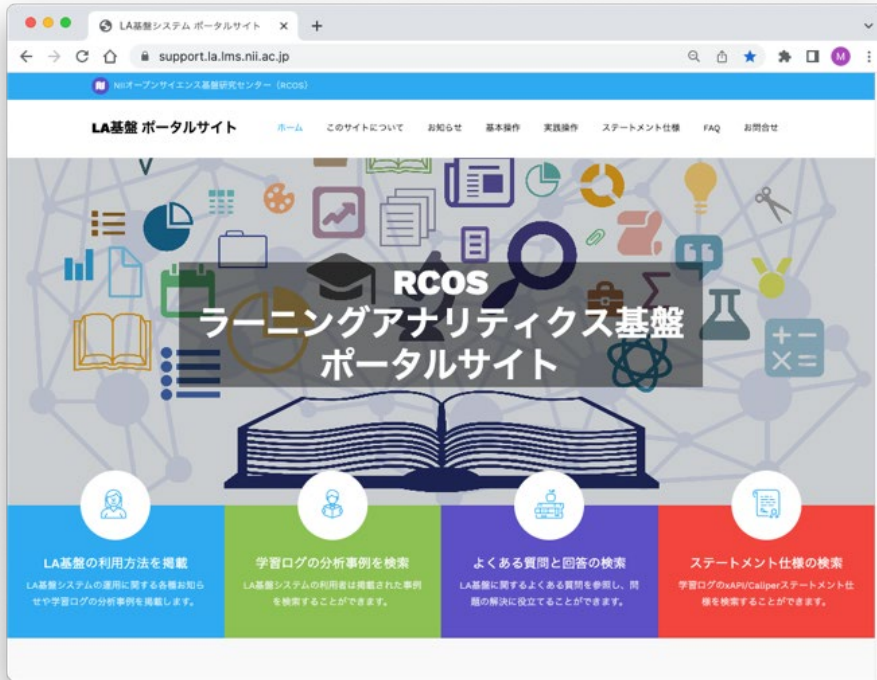 LA基盤システム ポータルサイト
support.la.lms.nii.ac.jp
M
NIIオープンサイエンス基盤研究センター（RCOS）
LA基盤 ポータルサイト
ホーム
このサイトについて
お知らせ
基本操作
実践操作
ステートメント仕様
FAQ
お問合せ
RCOS
ラーニングアナリティクス基盤
ポータルサイト
LA基盤の利用方法を掲載
LA基盤システムの運用に関する各種お知ら
せや学習ログの分析事例を掲載します。
学習ログの分析事例を検索
LA基盤システムの利用者は掲載された事例
を検索することができます。
よくある質問と回答の検索
LA基盤に関するよくある質問を参照し、問
題の解決に役立てることができます。
ステートメント仕様の検索
学習ログのxAPI/Caliperステートメント仕
様を検索することができます。